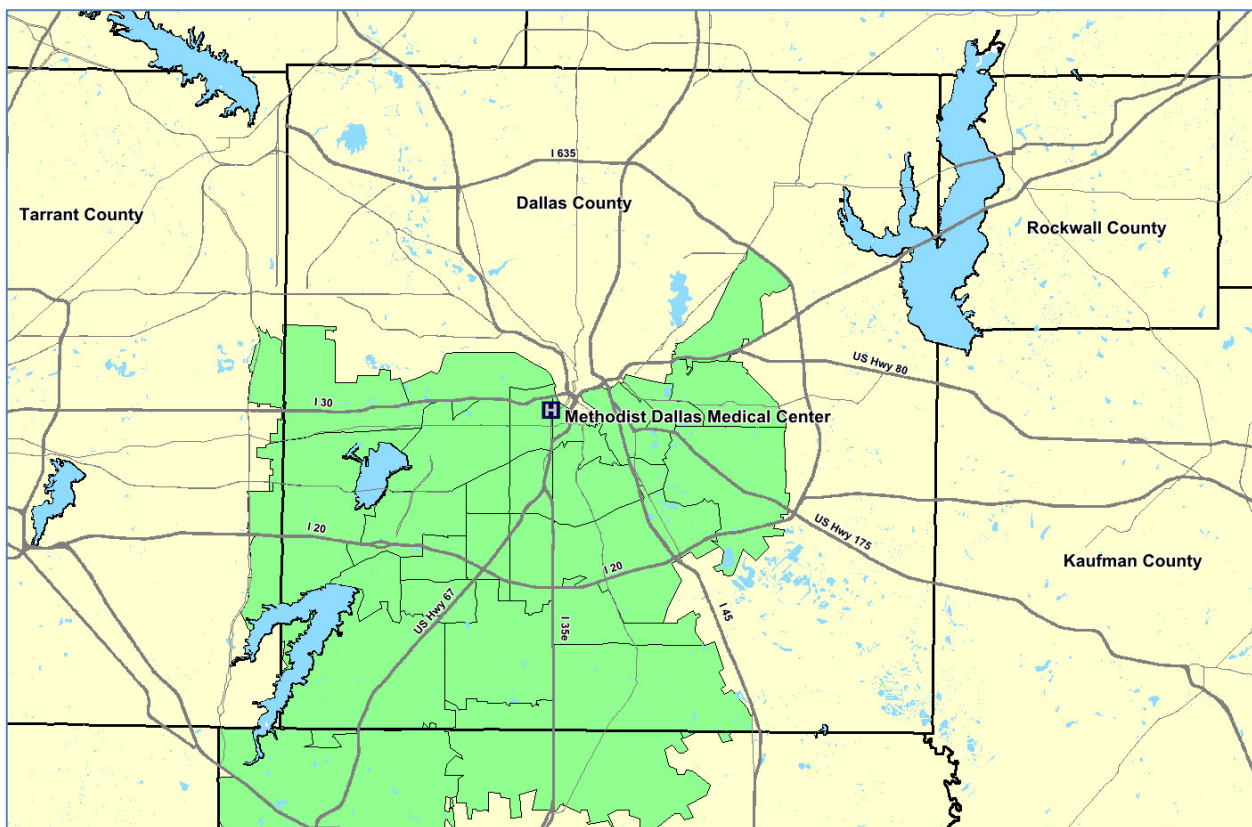 I 635
Dallas County
Tarrant County
Rockwall County
US Hwy 80
I 30
H
Methodist Dallas Medical Center
I 20
US Hwy 175
Kaufman County
I 20
US Hwy 67
I 35e
I 45